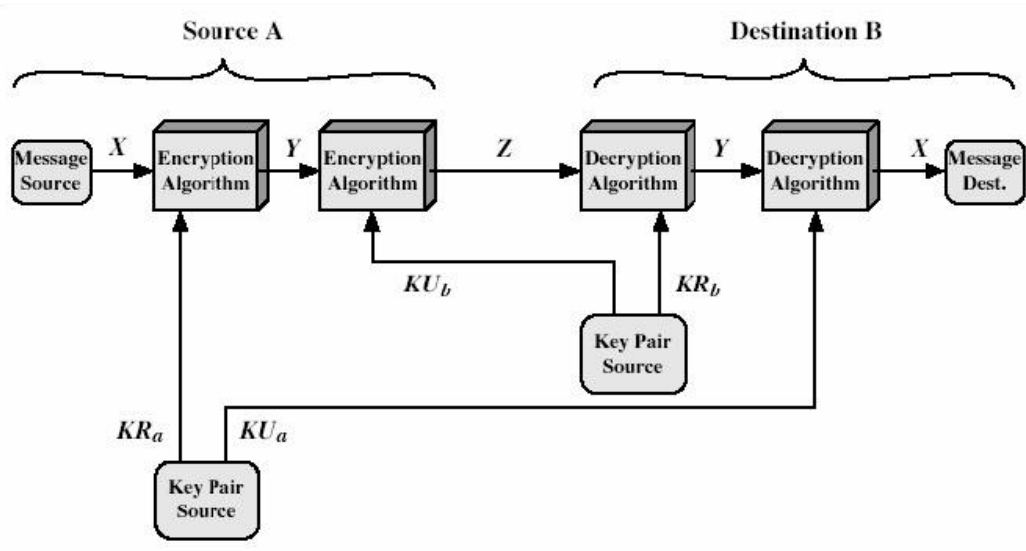 Source A
Destination B
Message
Source
X
Encryption
Algorithm
Y
Encryption
Algorithm
Z
Decryption
Algorithm
Y
Decryption
Algorithm
X
Message
Dest.
KUb
KRb
Key Pair
Source
KRa
KUa
Key Pair
Source